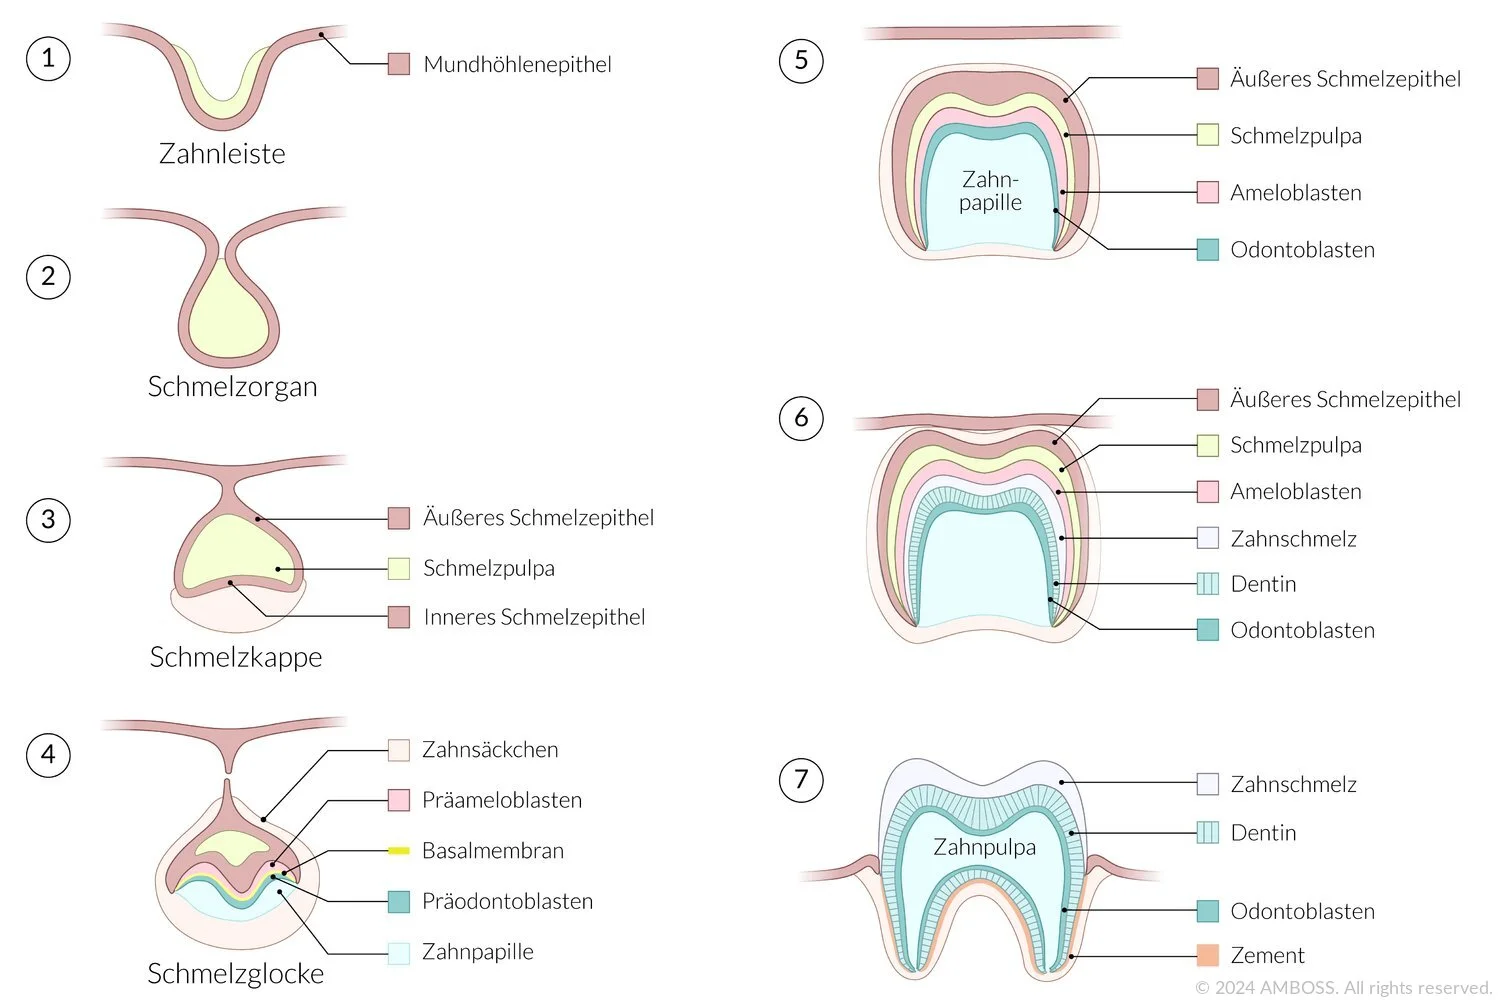 1
Mundhöhlenepithel
Zahnleiste
2
Schmelzorgan
3
Äußeres Schmelzepithel
Schmelzpulpa
Inneres Schmelzepithel
Schmelzkappe
4
Zahnsäckchen
Präameloblasten
Basalmembran
Präodontoblasten
Zahnpapille
Schmelzglocke
5
Äußeres Schmelzepithel
Schmelzpulpa
Ameloblasten
Odontoblasten
Zahn-
papille
6
Äußeres Schmelzepithel
Schmelzpulpa
Ameloblasten
Zahnschmelz
Dentin
Odontoblasten
7
Zahnschmelz
Dentin
Zahnpulpa
Odontoblasten
Zement
© 2024 AMBOSS. All rights reserved.